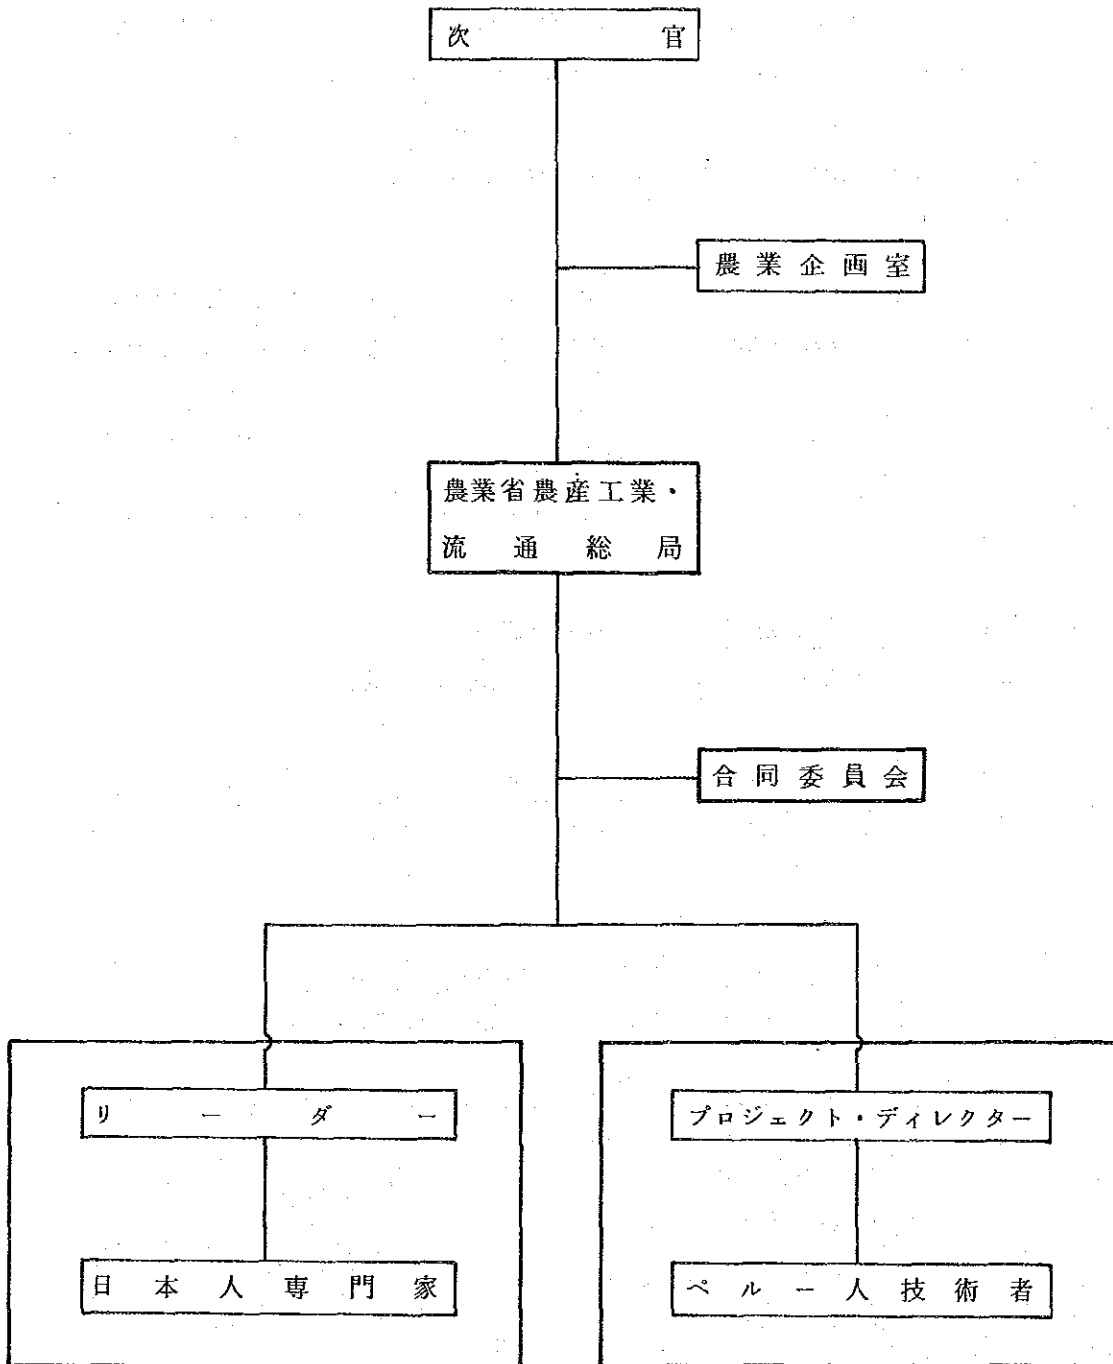 次官
農業企画室
農業省農産工業・
流通総局
合同委員会
リーダー
プロジェクト・ディレクター
日本人専門家
ペルー人技術者